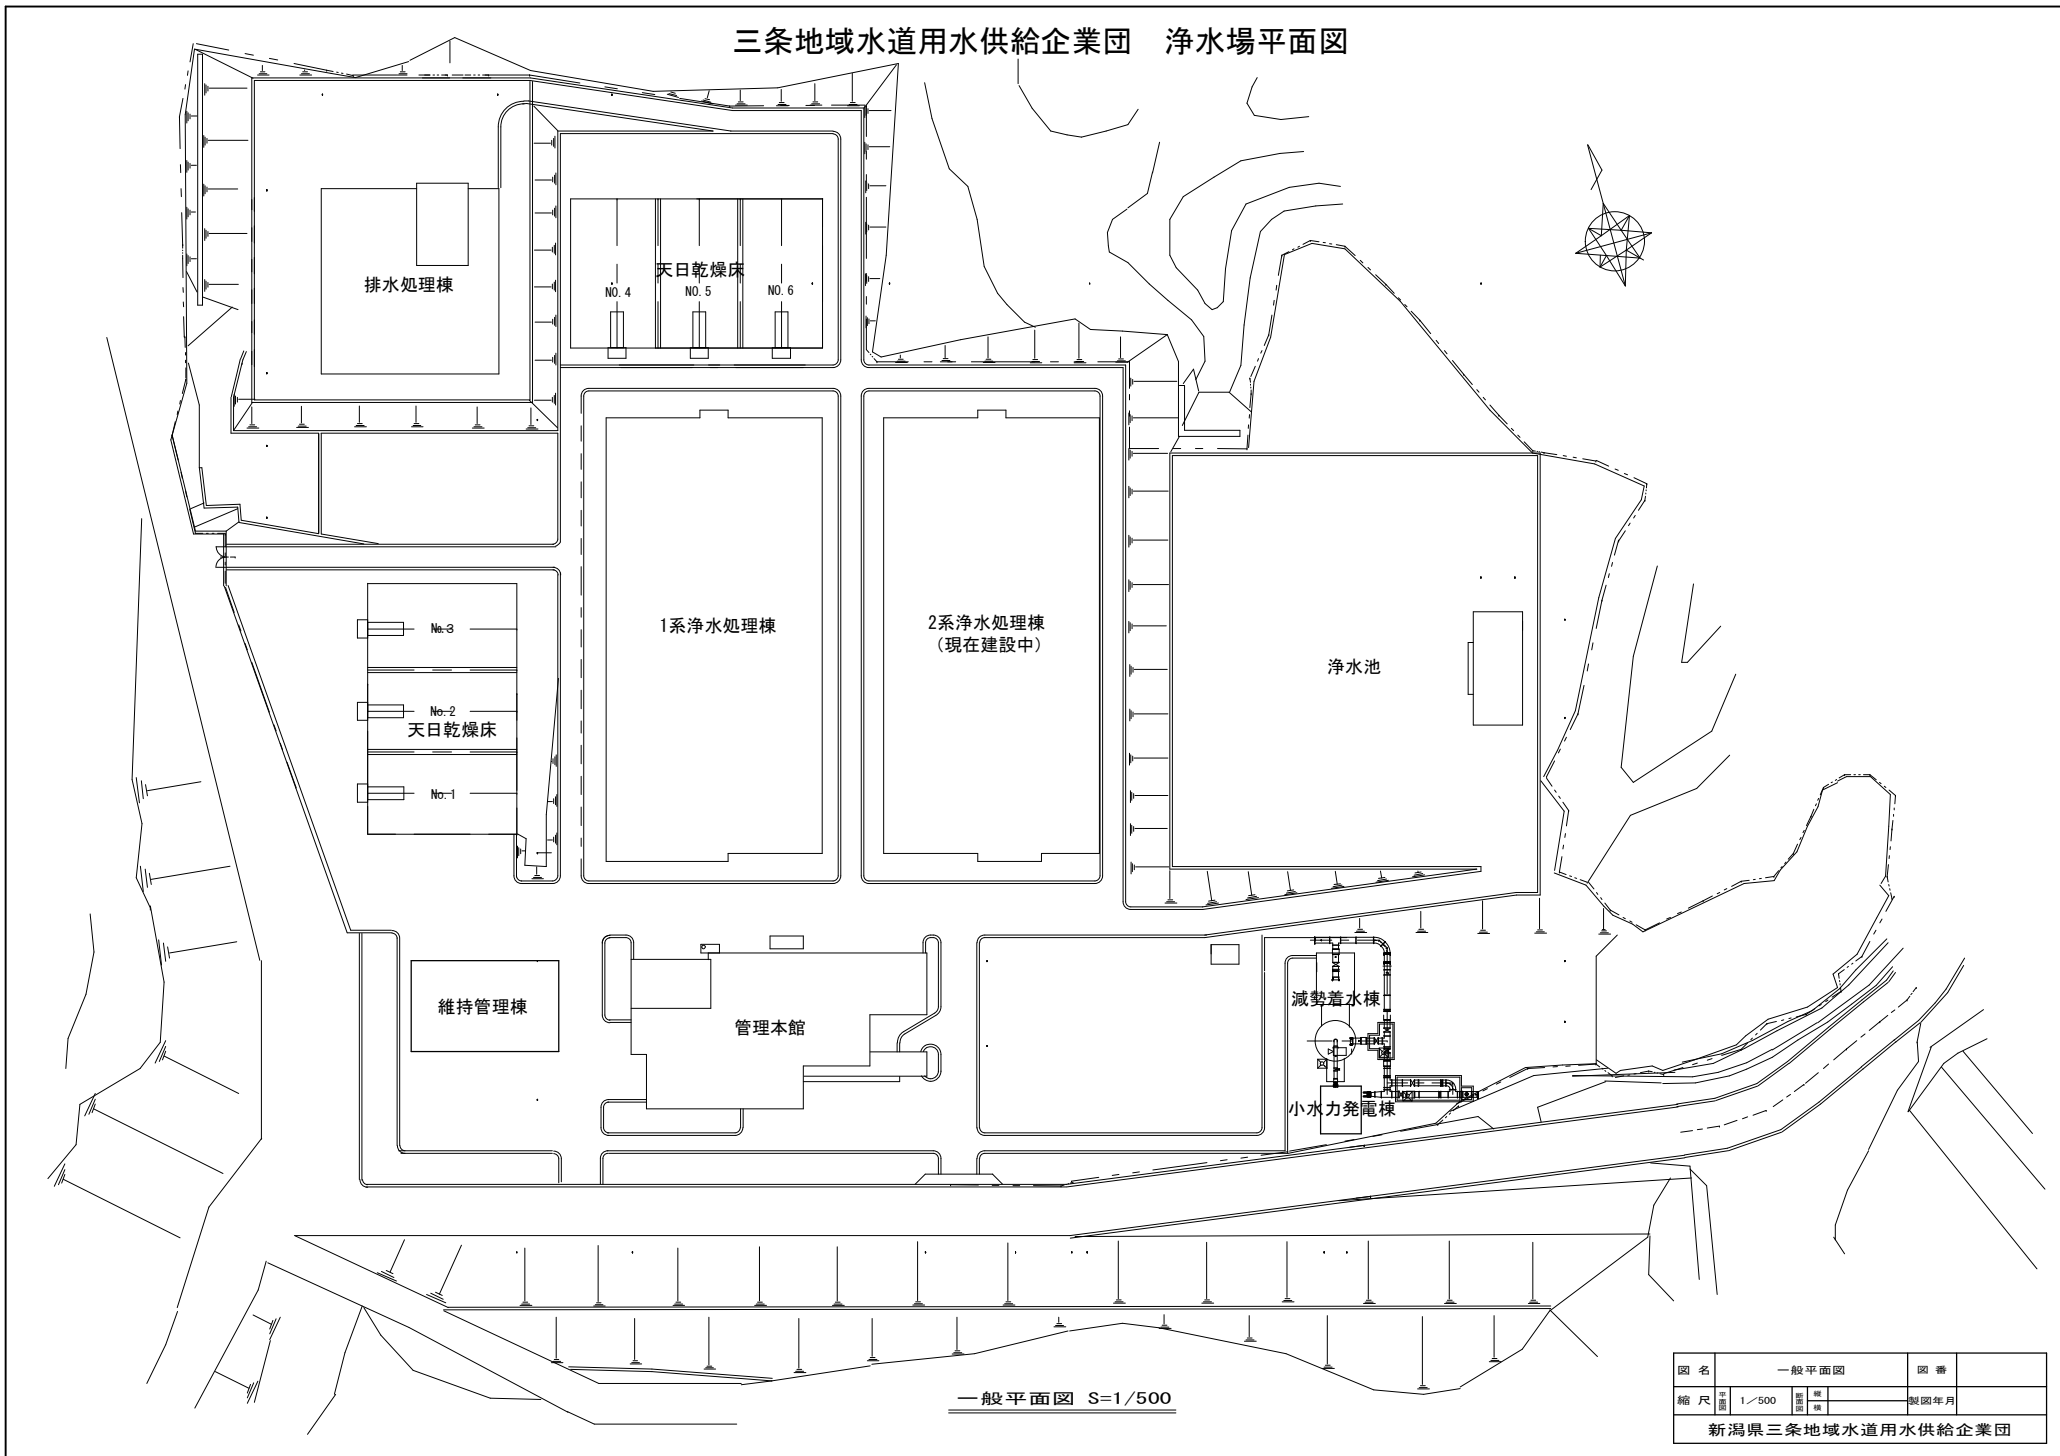 三条地域水道用水供給企業団　浄水場平面図
排水処理棟
天日乾燥床
NO.4
NO.5
NO.6
1系浄水処理棟
2系浄水処理棟
（現在建設中）
浄水池
No.3
No.2
天日乾燥床
No.1
維持管理棟
管理本館
減勢着水棟
小水力発電棟
一般平面図 S=1/500
図 名 一般平面図 図 番
縮 尺 平面図 1／500 断面図 縦 横 製図年月
新潟県三条地域水道用水供給企業団